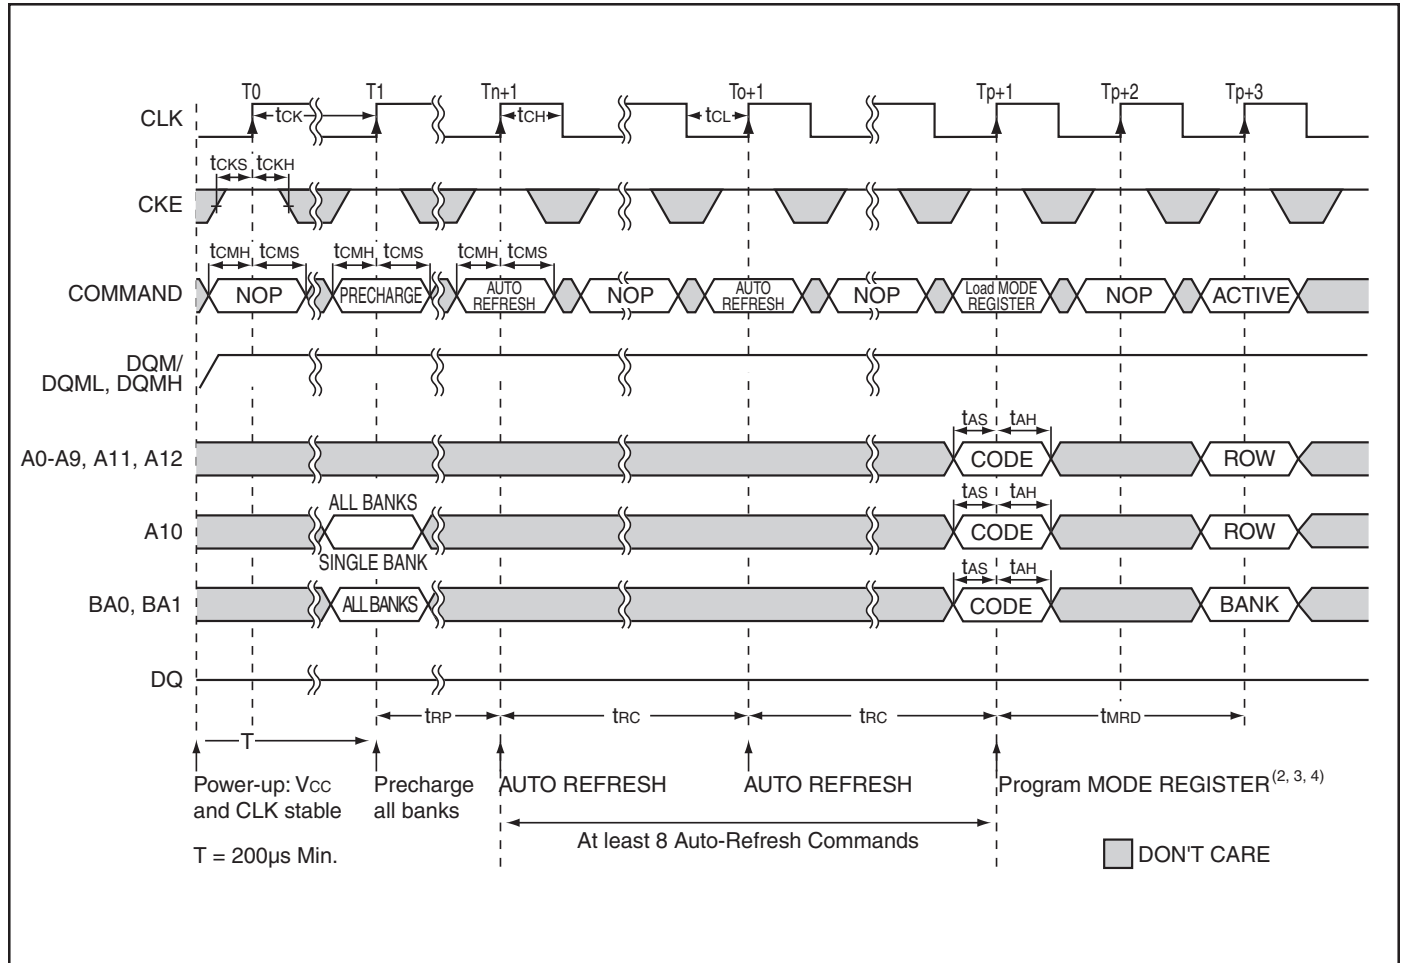 T0 T1 Tn+1 To+1 Tp+1 Tp+2 Tp+3
CLK tCK tCH tCL
tCKS tCKH
CKE
tCMH tCMS tCMH tCMS tCMH tCMS
COMMAND NOP PRECHARGE AUTO REFRESH NOP AUTO REFRESH NOP Load MODE REGISTER NOP ACTIVE
DQM/
DQML, DQMH
tAS tAH
A0-A9, A11, A12 CODE ROW
ALL BANKS tAS tAH
A10 CODE ROW
SINGLE BANK tAS tAH
BA0, BA1 ALL BANKS CODE BANK
DQ
tRP tRC tRC tMRD
T
Power-up: VCC
and CLK stable
Precharge
all banks
AUTO REFRESH
AUTO REFRESH
Program MODE REGISTER(2, 3, 4)
At least 8 Auto-Refresh Commands
T = 200µs Min.
DON'T CARE